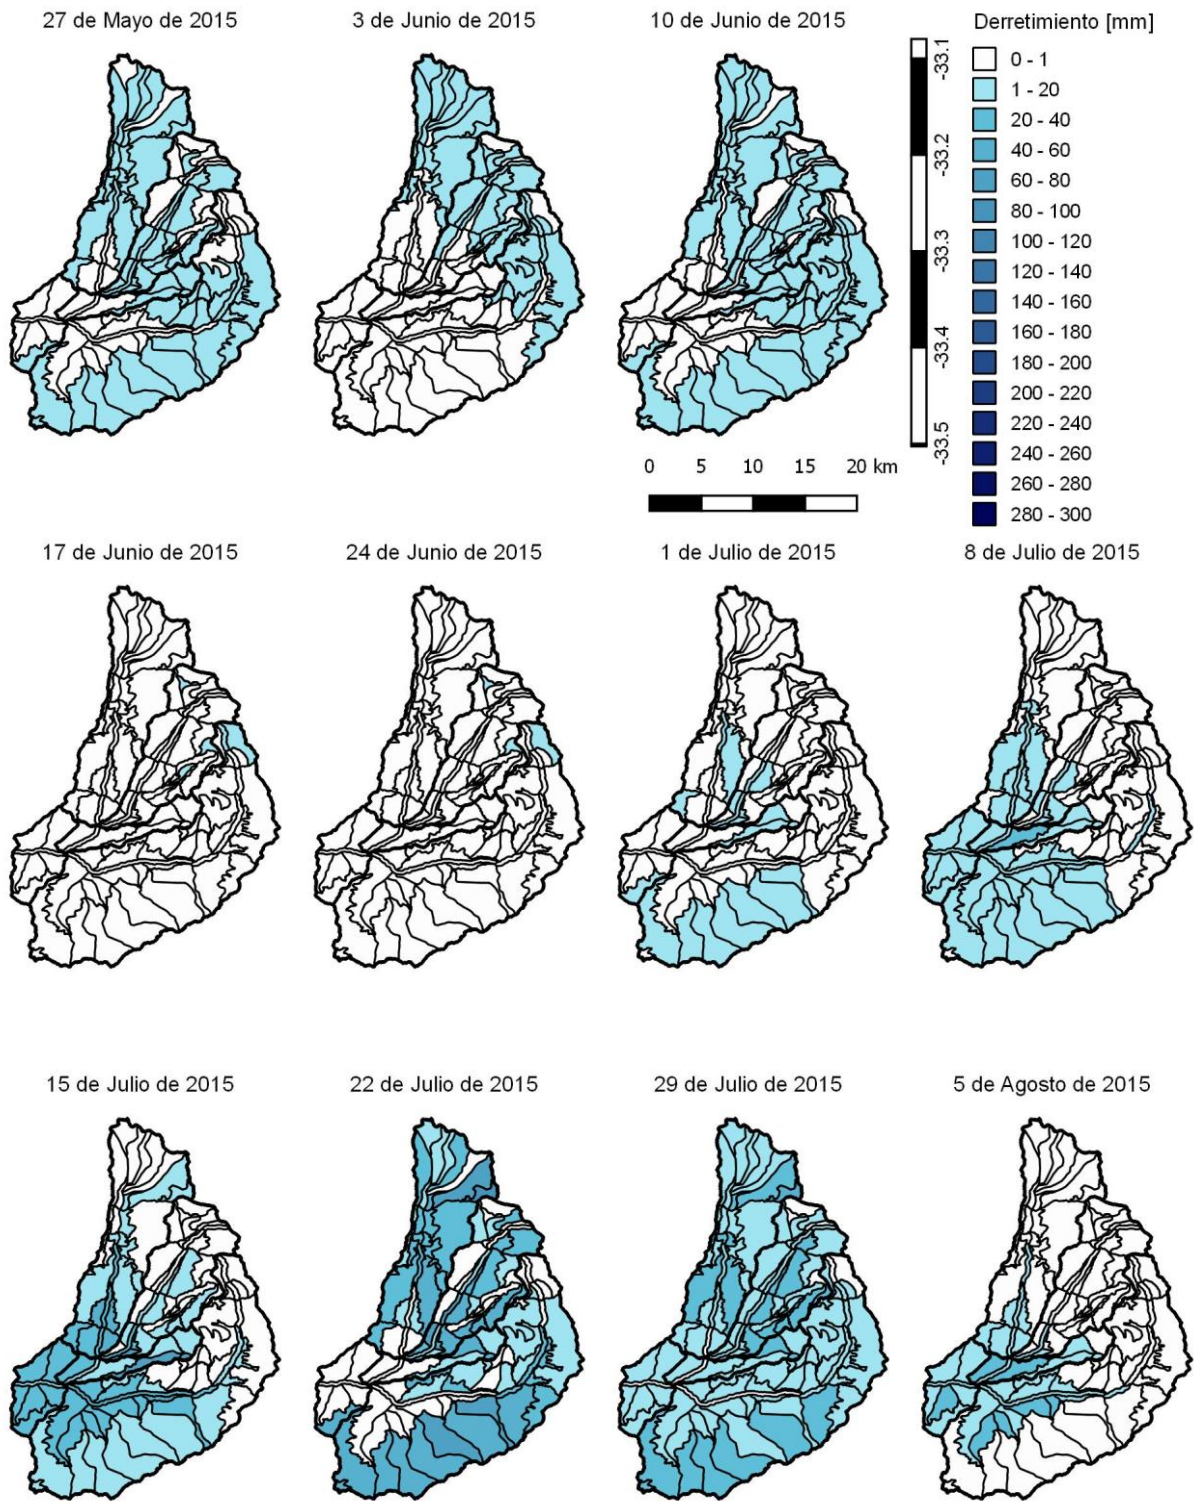 27 de Mayo de 2015
3 de Junio de 2015
10 de Junio de 2015
Derretimiento [mm]
0 - 1
1 - 20
20 - 40
40 - 60
60 - 80
80 - 100
100 - 120
120 - 140
140 - 160
160 - 180
180 - 200
200 - 220
220 - 240
240 - 260
260 - 280
280 - 300
-33.1
-33.2
-33.3
-33.4
-33.5
0 5 10 15 20 km
17 de Junio de 2015
24 de Junio de 2015
1 de Julio de 2015
8 de Julio de 2015
15 de Julio de 2015
22 de Julio de 2015
29 de Julio de 2015
5 de Agosto de 2015